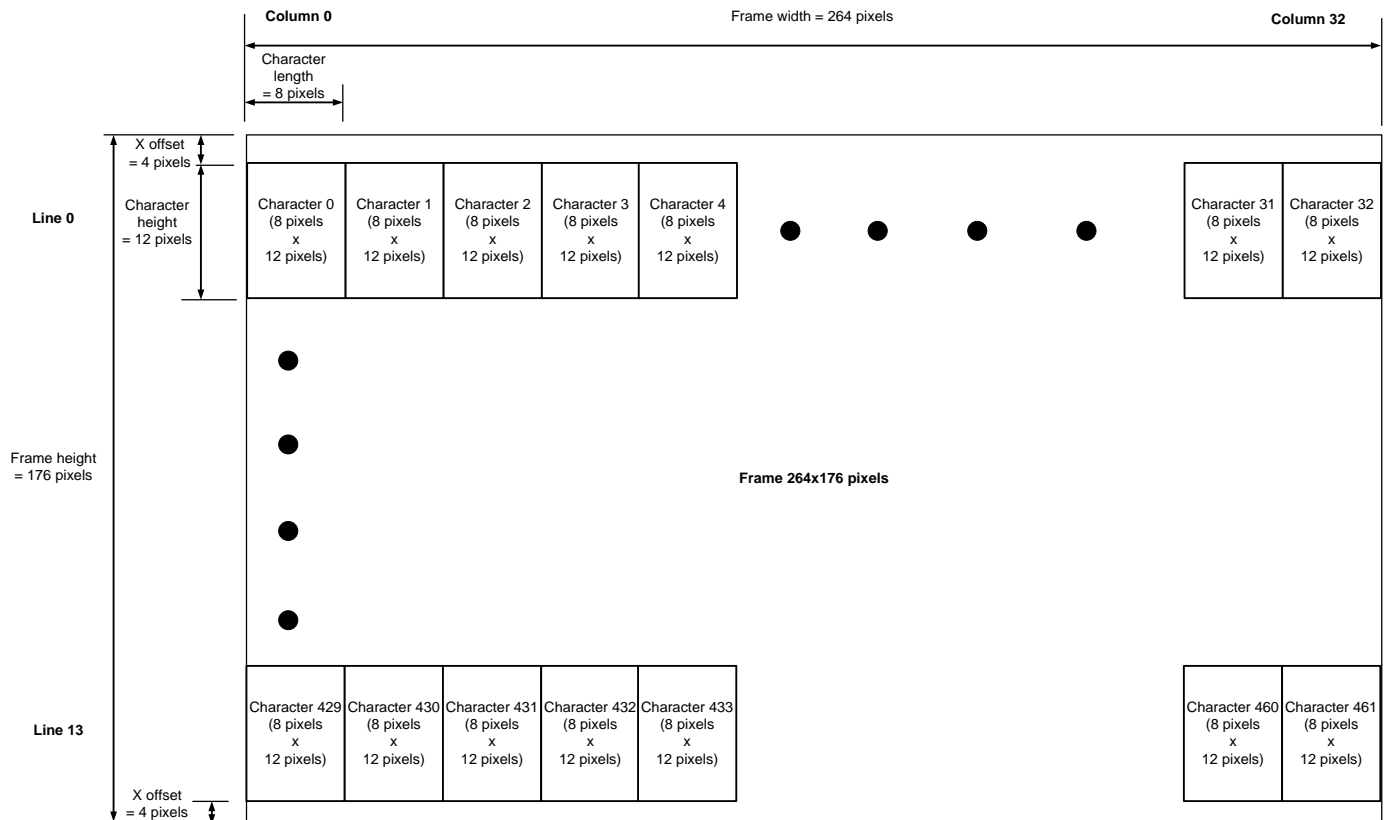 Column 0
Frame width = 264 pixels
Column 32
Character
length
= 8 pixels
X offset
= 4 pixels
Line 0
Character
height
= 12 pixels
Character 0
(8 pixels
x
12 pixels)
Character 1
(8 pixels
x
12 pixels)
Character 2
(8 pixels
x
12 pixels)
Character 3
(8 pixels
x
12 pixels)
Character 4
(8 pixels
x
12 pixels)
Character 31
(8 pixels
x
12 pixels)
Character 32
(8 pixels
x
12 pixels)
Frame height
= 176 pixels
Frame 264x176 pixels
Line 13
Character 429
(8 pixels
x
12 pixels)
Character 430
(8 pixels
x
12 pixels)
Character 431
(8 pixels
x
12 pixels)
Character 432
(8 pixels
x
12 pixels)
Character 433
(8 pixels
x
12 pixels)
Character 460
(8 pixels
x
12 pixels)
Character 461
(8 pixels
x
12 pixels)
X offset
= 4 pixels